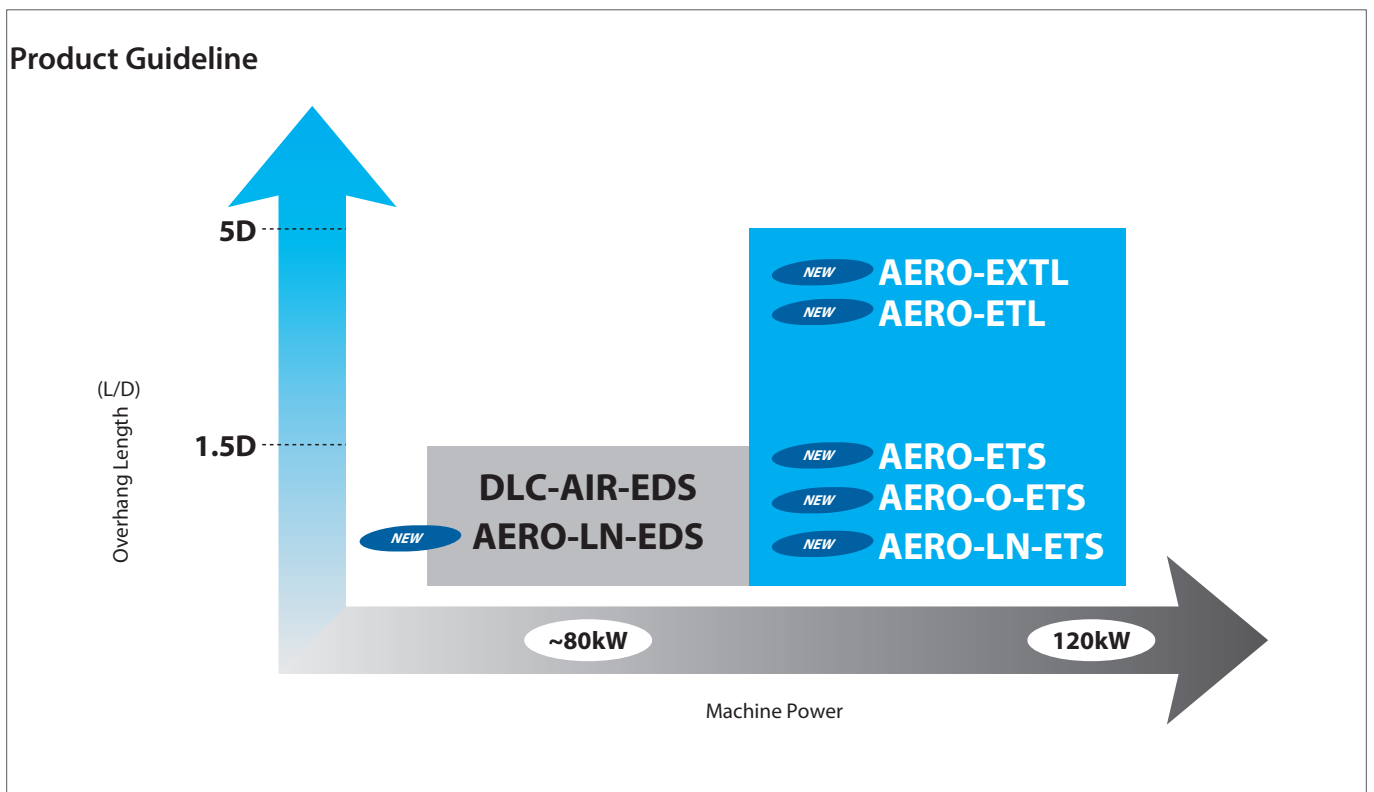 Product Guideline
5D
NEW AERO-EXTL
NEW AERO-ETL
(L/D)
Overhang Length
1.5D
NEW AERO-ETS
DLC-AIR-EDS
NEW AERO-O-ETS
NEW AERO-LN-EDS
NEW AERO-LN-ETS
~80kW
120kW
Machine Power